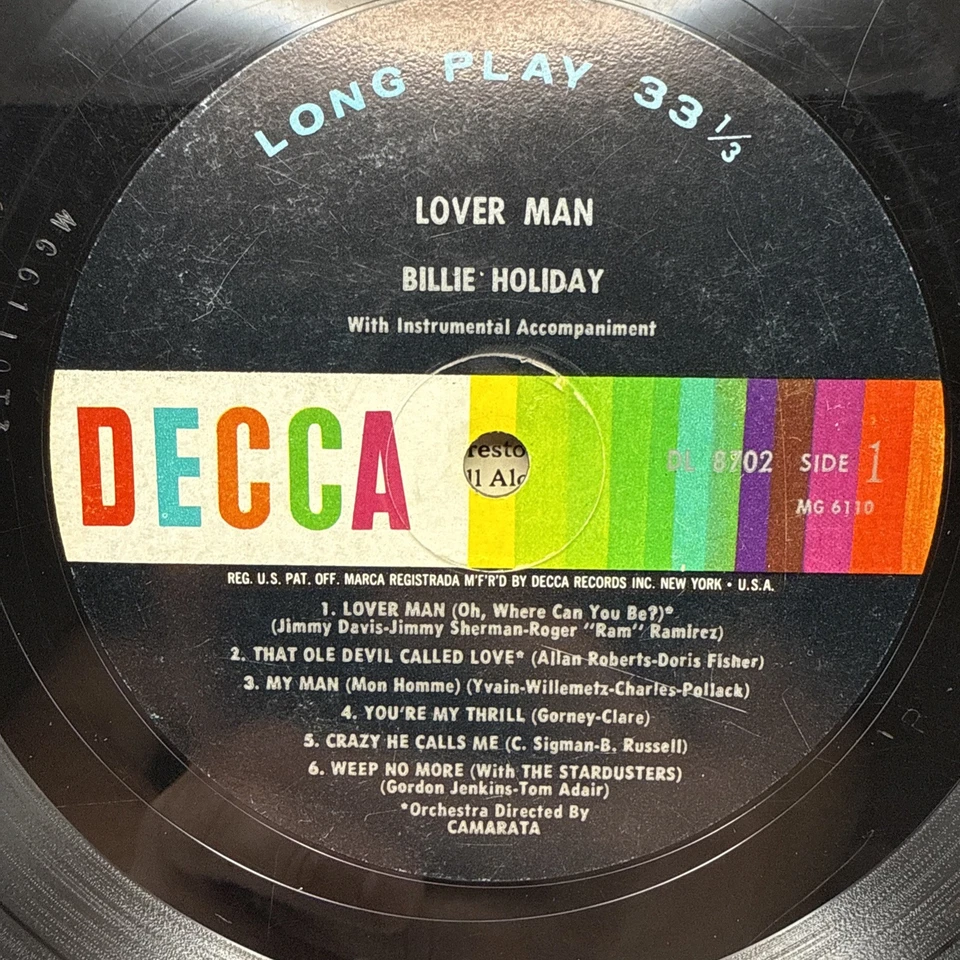 LONG PLAY 33 1/3
LOVER MAN
BILLIE HOLIDAY
With Instrumental Accompaniment
DECCA
resto
ll Alo
DL 8702 SIDE 1
MG 6110
REG. U.S. PAT. OFF. MARCA REGISTRADA M'F'R'D BY DECCA RECORDS INC. NEW YORK • U.S.A.
1. LOVER MAN (Oh, Where Can You Be?)*
(Jimmy Davis-Jimmy Sherman-Roger "Ram" Ramirez)
2. THAT OLE DEVIL CALLED LOVE* (Allan Roberts-Doris Fisher)
3. MY MAN (Mon Homme) (Yvain-Willemetz-Charles-Pollack)
4. YOU'RE MY THRILL (Gorney-Clare)
5. CRAZY HE CALLS ME (C. Sigman-B. Russell)
6. WEEP NO MORE (With THE STARDUSTERS)
(Gordon Jenkins-Tom Adair)
*Orchestra Directed By
CAMARATA